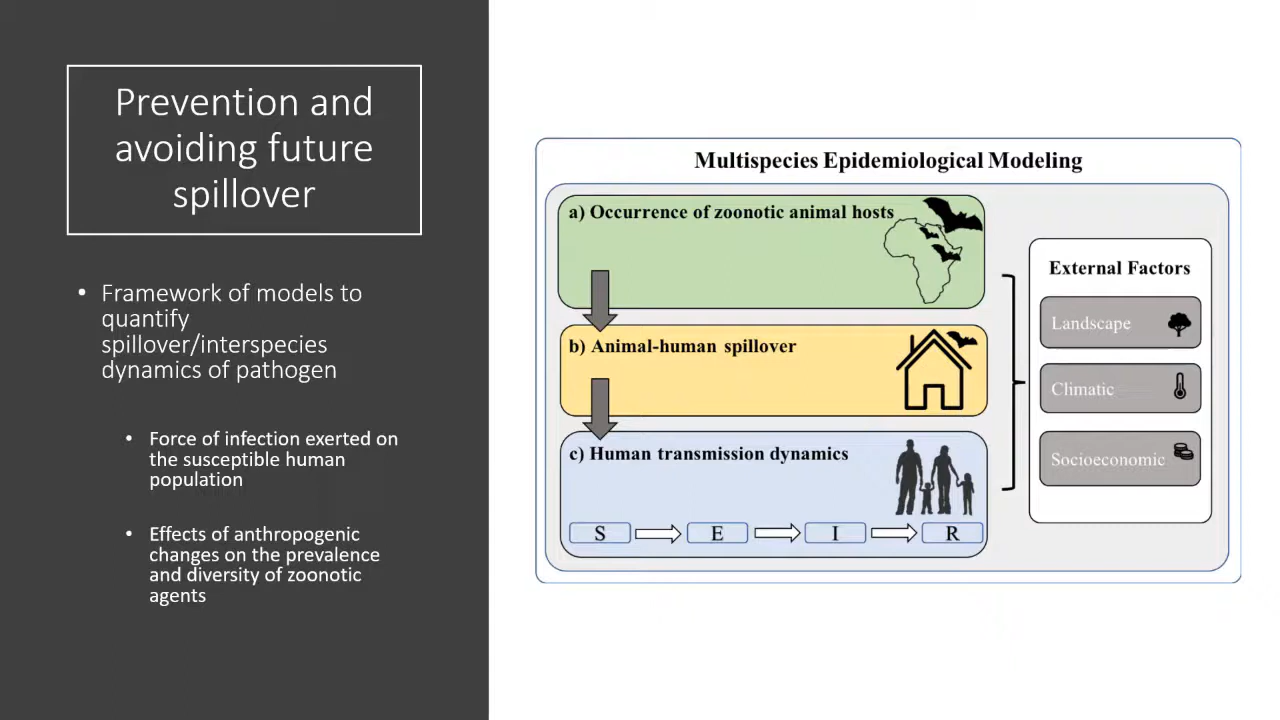 Prevention and
avoiding future
spillover
• Framework of models to
quantify
spillover/interspecies
dynamics of pathogen
• Force of infection exerted on
the susceptible human
population
• Effects of anthropogenic
changes on the prevalence
and diversity of zoonotic
agents
Multispecies Epidemiological Modeling
a) Occurrence of zoonotic animal hosts
b) Animal-human spillover
c) Human transmission dynamics
S E I R
External Factors
Landscape
Climatic
Socioeconomic